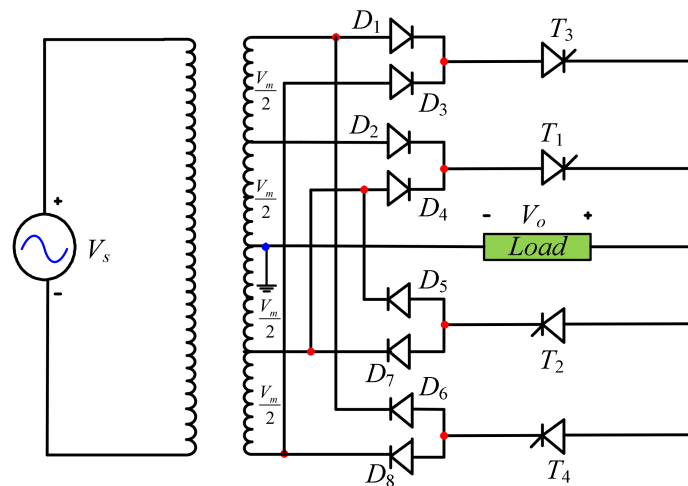 D1
T3
Vm/2
D3
D2
T1
Vm/2
D4
+
- Vo +
Vs
Load
-
D5
Vm/2
D7
T2
D6
Vm/2
D8
T4